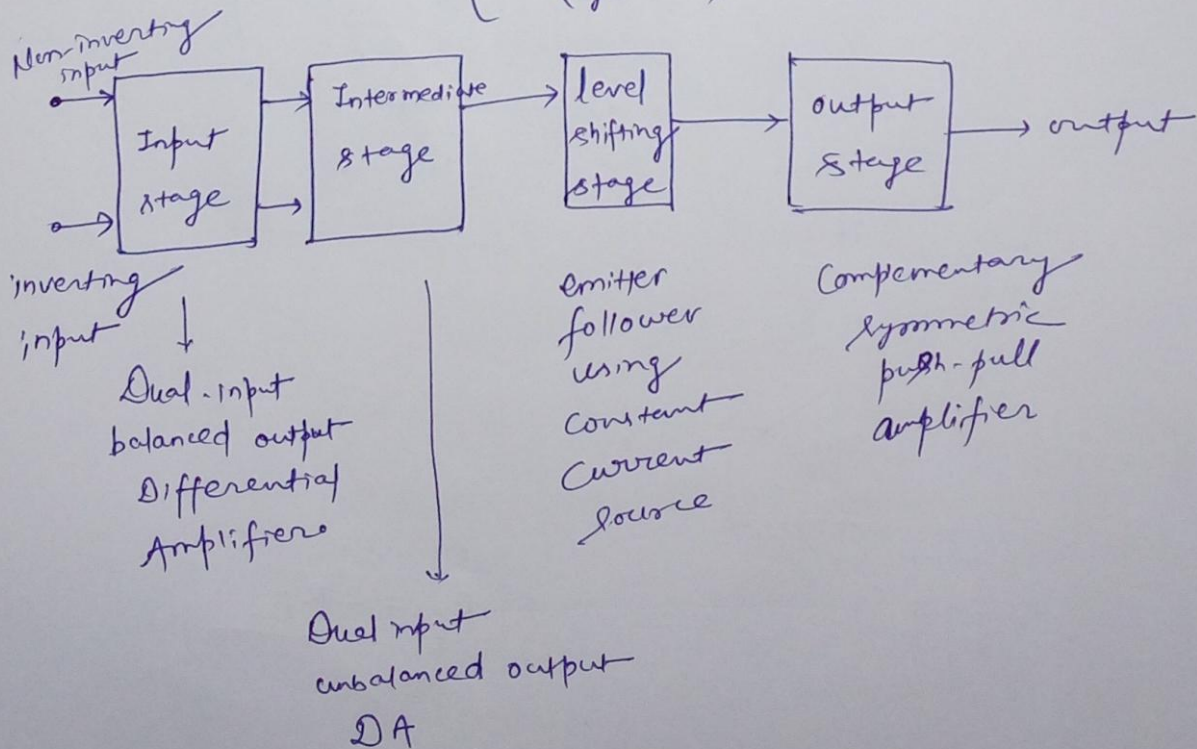 Non-inverting
input
Input
stage
Intermediate
stage
level
shifting
stage
output
stage
output
inverting
input
Dual-input
balanced output
Differential
Amplifier.
Dual input
unbalanced output
DA
emitter
follower
using
constant
current
source
Compementary
symmetric
push-pull
amplifier